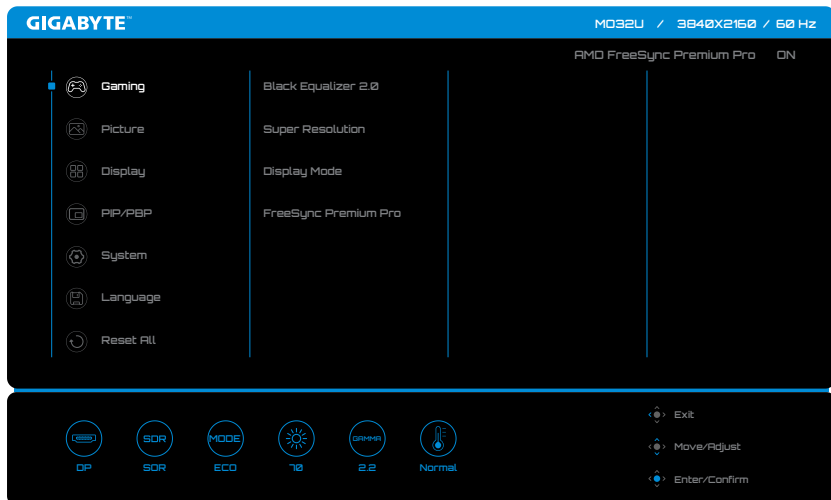 GIGABYTE™
MO32U / 3840X2160 / 60 Hz
AMD FreeSync Premium Pro ON
Gaming
Black Equalizer 2.0
Picture
Super Resolution
Display
Display Mode
PIP/PBP
FreeSync Premium Pro
System
Language
Reset All
SDR
MODE
GAMMA
DP
SDR
ECO
70
2.2
Normal
Exit
Move/Adjust
Enter/Confirm